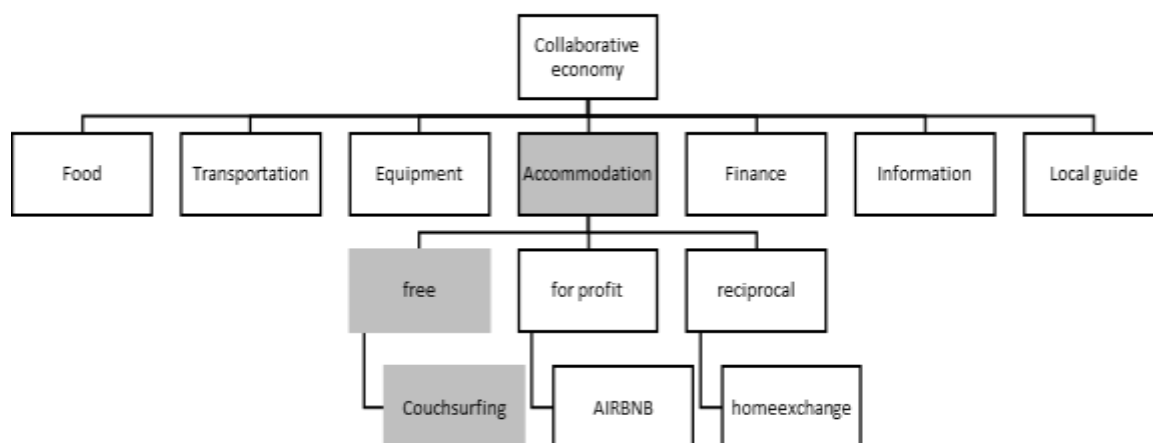 Collaborative
economy
Food
Transportation
Equipment
Accommodation
Finance
Information
Local guide
free
for profit
reciprocal
Couchsurfing
AIRBNB
homeexchange